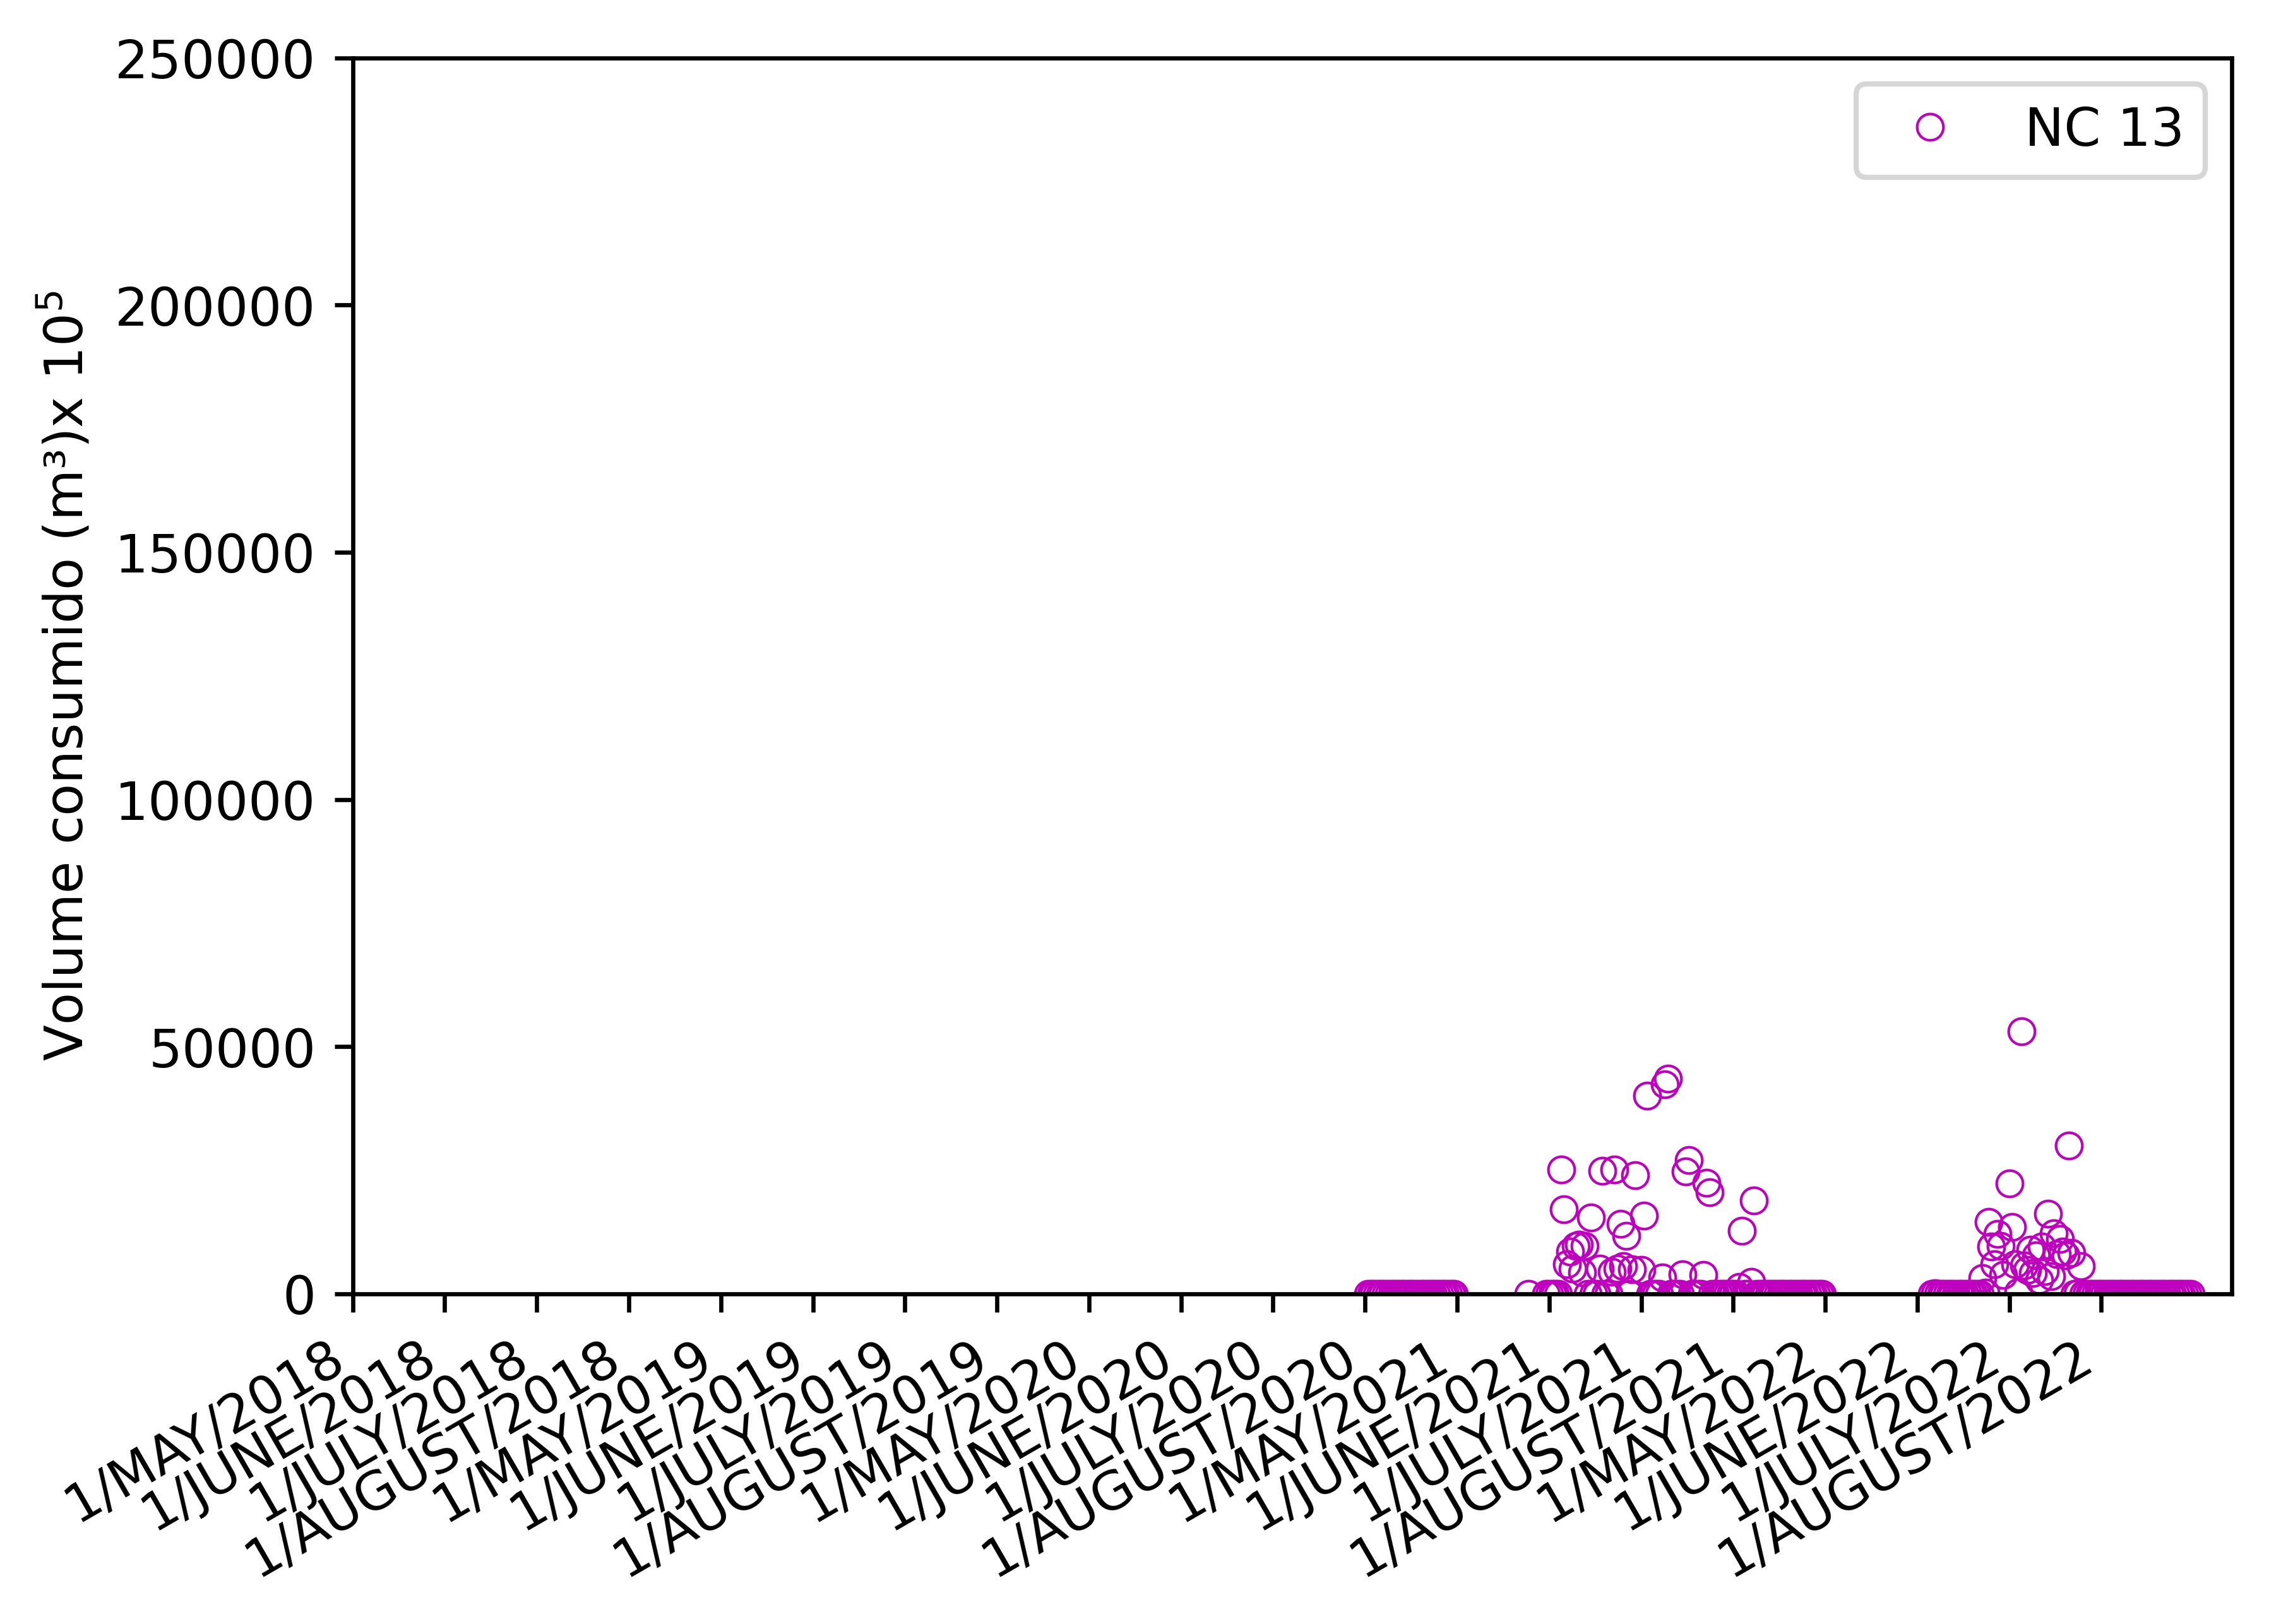 250000
200000
150000
100000
50000
0
Volume consumido (m³)x 10⁵
NC 13
1/MAY/2018
1/JUNE/2018
1/JULY/2018
1/AUGUST/2018
1/MAY/2019
1/JUNE/2019
1/JULY/2019
1/AUGUST/2019
1/MAY/2020
1/JUNE/2020
1/JULY/2020
1/AUGUST/2020
1/MAY/2021
1/JUNE/2021
1/JULY/2021
1/AUGUST/2021
1/MAY/2022
1/JUNE/2022
1/JULY/2022
1/AUGUST/2022